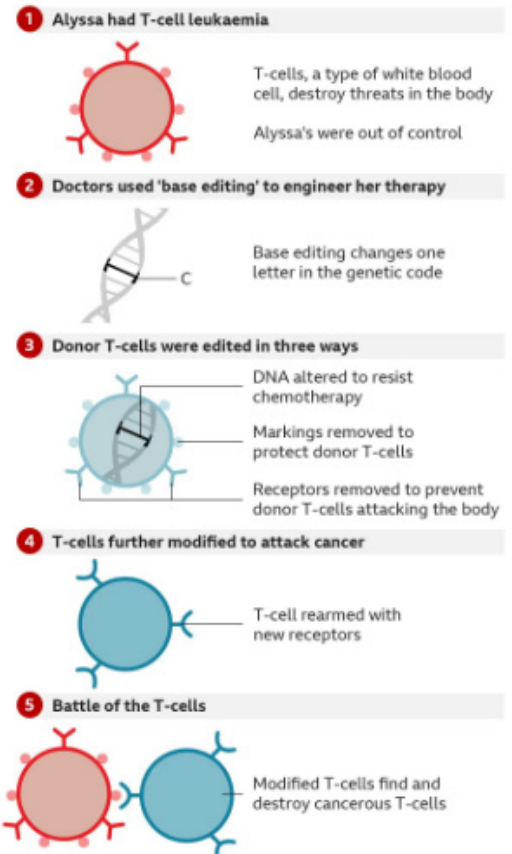 1 Alyssa had T-cell leukaemia
T-cells, a type of white blood
cell, destroy threats in the body
Alyssa's were out of control
2 Doctors used 'base editing' to engineer her therapy
C
Base editing changes one
letter in the genetic code
3 Donor T-cells were edited in three ways
DNA altered to resist
chemotherapy
Markings removed to
protect donor T-cells
Receptors removed to prevent
donor T-cells attacking the body
4 T-cells further modified to attack cancer
T-cell rearmed with
new receptors
5 Battle of the T-cells
Modified T-cells find and
destroy cancerous T-cells